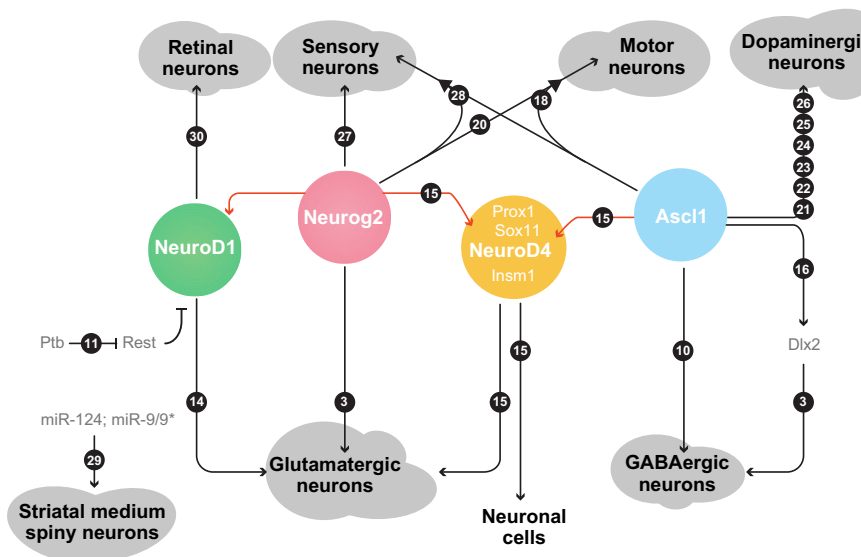 Retinal
neurons
Sensory
neurons
Motor
neurons
Dopaminergi
neurons
28
18
26
25
24
23
22
21
30
27
20
15
15
NeuroD1
Neurog2
Prox1
Sox11
NeuroD4
Insm1
Ascl1
16
Ptb
11
Rest
15
10
Dlx2
14
3
15
3
miR-124; miR-9/9*
29
Striatal medium
spiny neurons
Glutamatergic
neurons
Neuronal
cells
GABAergic
neurons